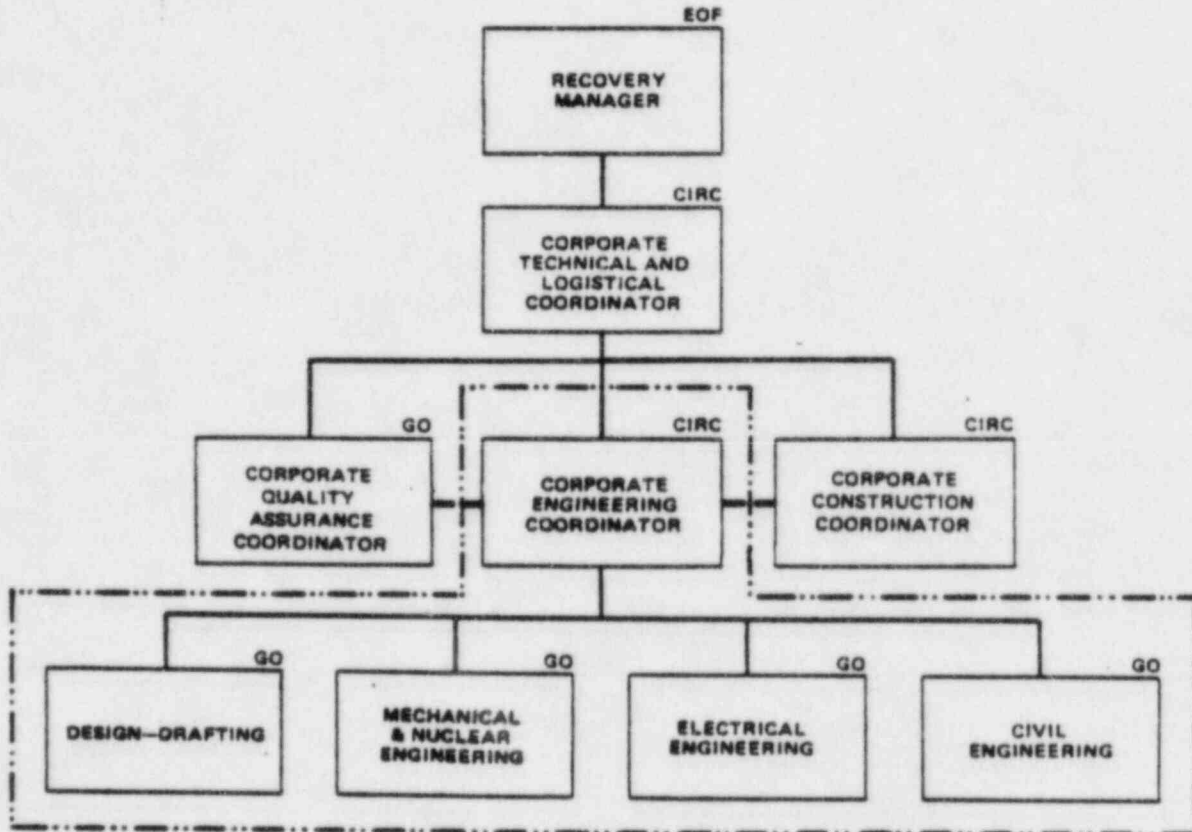 EOF
RECOVERY
MANAGER
CIRC
CORPORATE
TECHNICAL AND
LOGISTICAL
COORDINATOR
GO
CORPORATE
QUALITY
ASSURANCE
COORDINATOR
CIRC
CORPORATE
ENGINEERING
COORDINATOR
CIRC
CORPORATE
CONSTRUCTION
COORDINATOR
GO
DESIGN—DRAFTING
GO
MECHANICAL
& NUCLEAR
ENGINEERING
GO
ELECTRICAL
ENGINEERING
GO
CIVIL
ENGINEERING